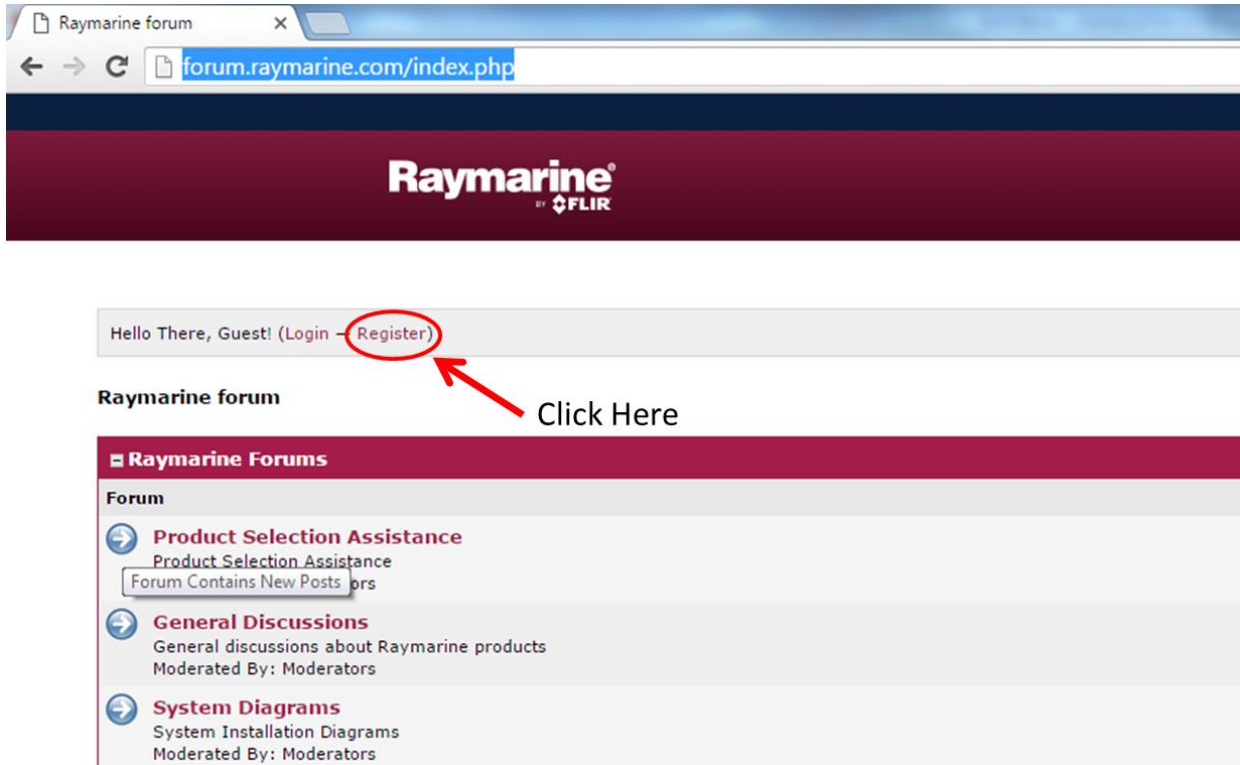 Raymarine forum
forum.raymarine.com/index.php
Raymarine®
BY FLIR
Hello There, Guest! (Login — Register)
Raymarine forum
Click Here
Raymarine Forums
Forum
Product Selection Assistance
Product Selection Assistance
Forum Contains New Posts ors
General Discussions
General discussions about Raymarine products
Moderated By: Moderators
System Diagrams
System Installation Diagrams
Moderated By: Moderators